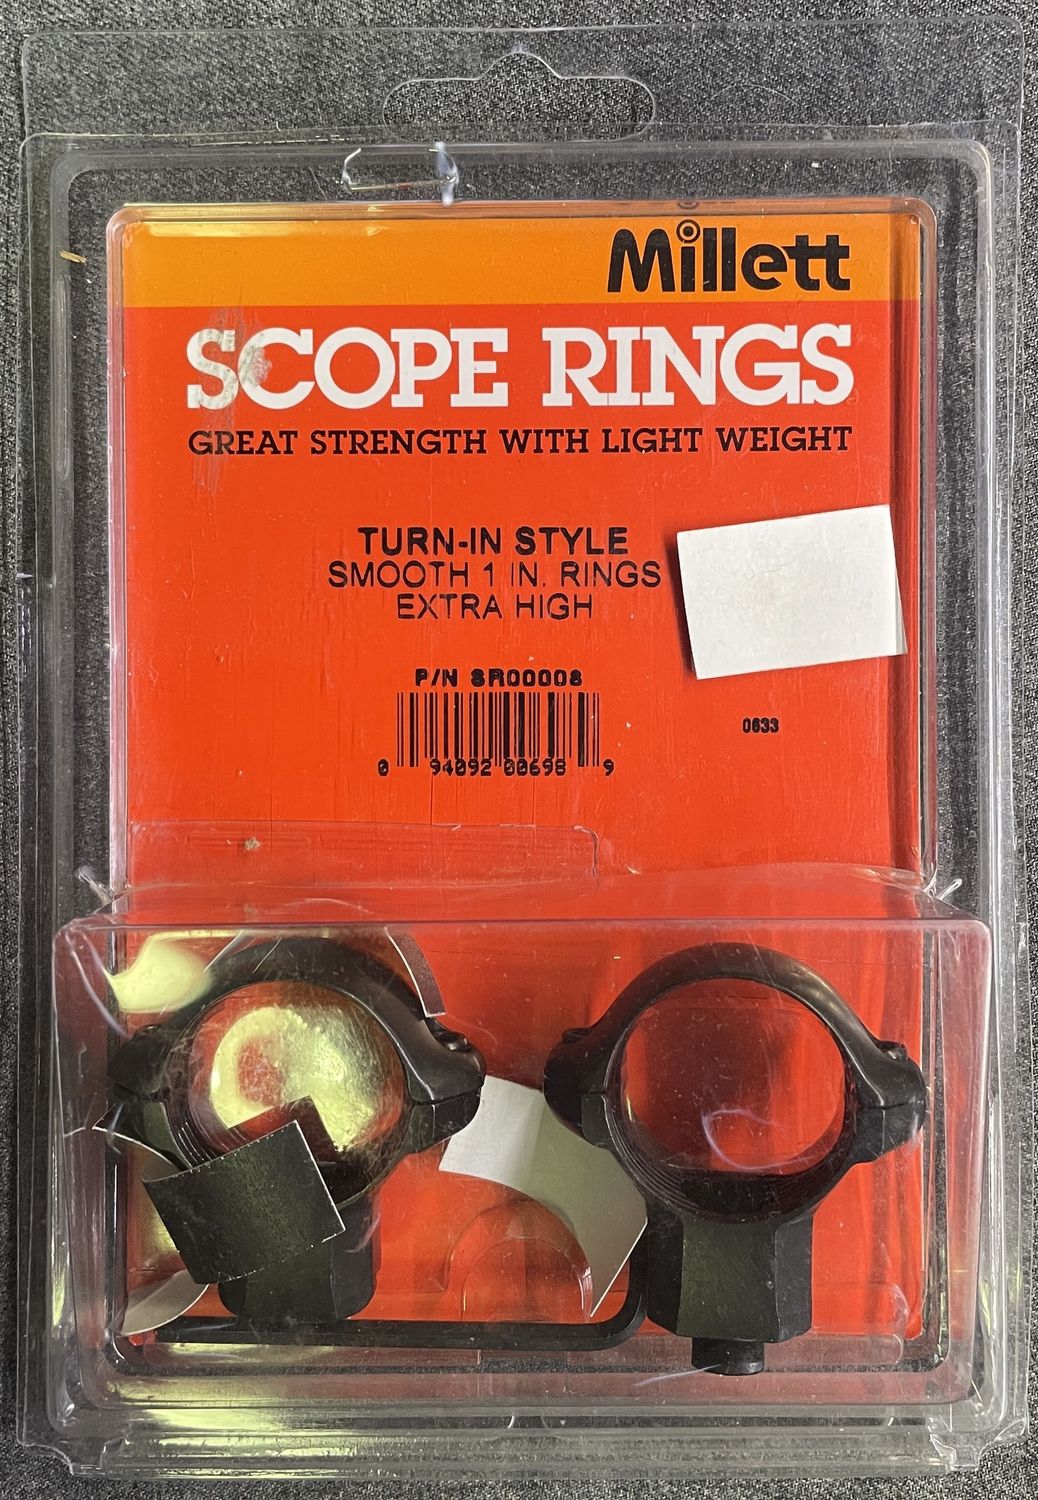 Millett
SCOPE RINGS
GREAT STRENGTH WITH LIGHT WEIGHT
TURN-IN STYLE
SMOOTH 1 IN. RINGS
EXTRA HIGH
P/N SR00008
0633
0 94092 00698 9